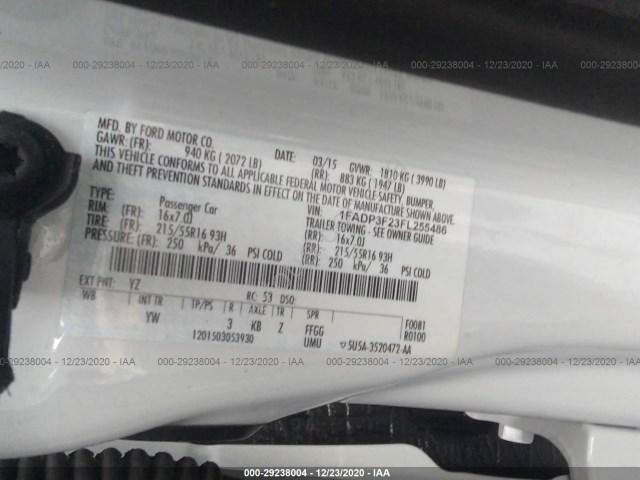 000-29238004 - 12/23/2020 - IAA
MFD. BY FORD MOTOR CO.
DATE: 03/15 GVWR: 1810 KG ( 3990 LB)
GAWR: (FR): 940 KG ( 2072 LB) (RR): 883 KG ( 1947 LB)
THIS VEHICLE CONFORMS TO ALL APPLICABLE FEDERAL MOTOR VEHICLE SAFETY, BUMPER,
AND THEFT PREVENTION STANDARDS IN EFFECT ON THE DATE OF MANUFACTURE SHOWN ABOVE.
VIN: 1FADP3F23FL255486
TYPE: Passenger Car TRAILER TOWING - SEE OWNER GUIDE
RIM: (FR): 16x7.0J (RR): 16x7.0J
TIRE: (FR): 215/55R16 93H (RR): 215/55R16 93H
PRESSURE: (FR): 250 kPa/ 36 PSI COLD (RR): 250 kPa/ 36 PSI COLD
EXT PNT: YZ RC: 53 DSO:
WB INT TR TP/PS R AXLE TR SPR F0081
YW 3 KB Z FFGG R0100
1201503053930 UMU 5U5A-3520472-AA
000-29238004 - 12/23/2020 - IAA